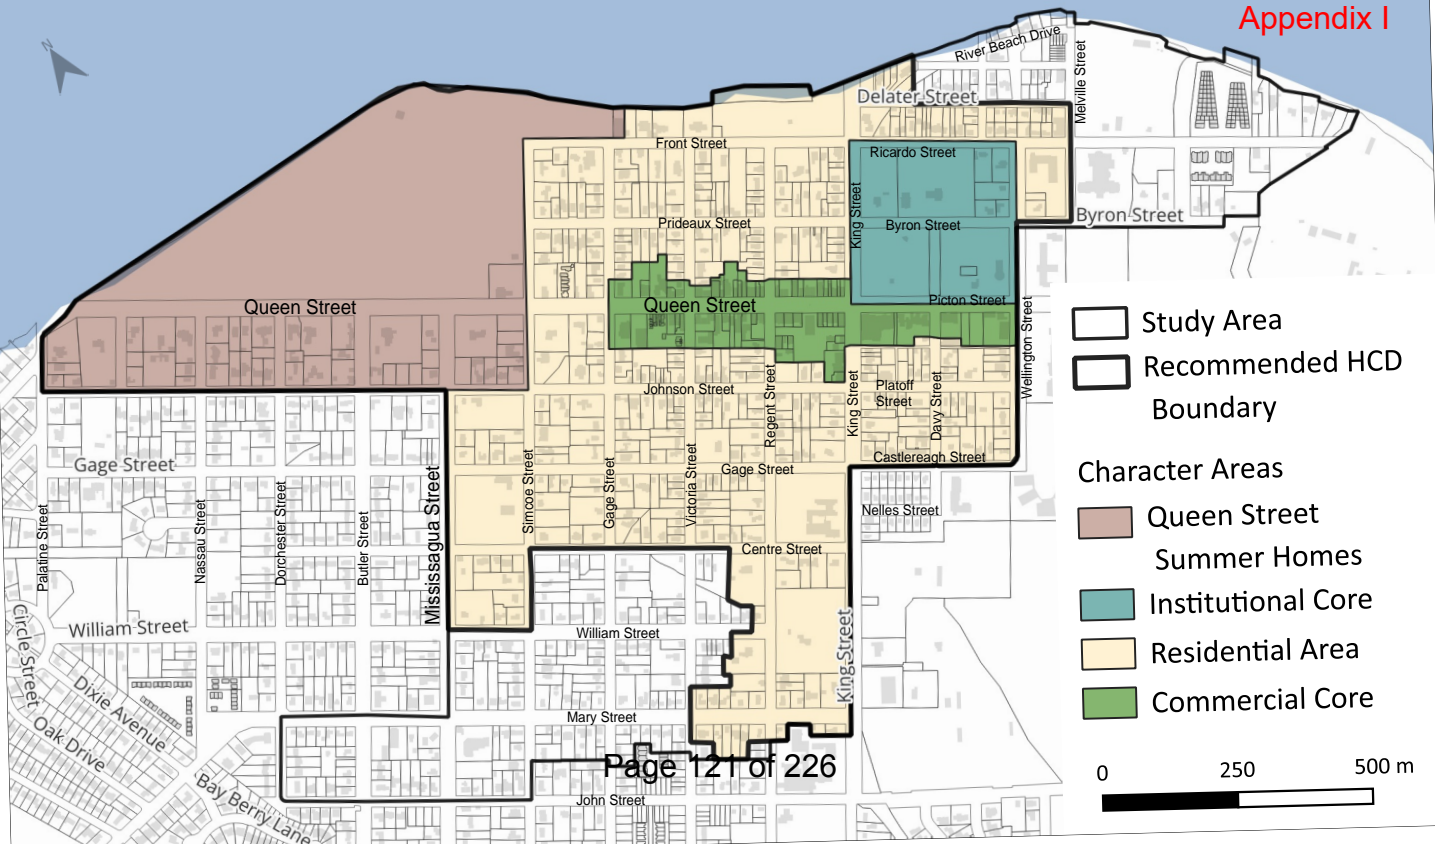 Appendix I
N
River Beach Drive
Melville Street
Delater Street
Front Street
Ricardo Street
King Street
Prideaux Street
Byron Street
Byron Street
Queen Street
Queen Street
Picton Street
Wellington Street
Johnson Street
Regent Street
King Street
Platoff
Street
Davy Street
Gage Street
Mississagua Street
Simcoe Street
Gage Street
Victoria Street
Gage Street
Castlereagh Street
Palatine Street
Nassau Street
Dorchester Street
Butler Street
Nelles Street
Centre Street
Circle Street
William Street
William Street
King Street
Dixie Avenue
Oak Drive
Mary Street
Bay Berry Lane
Page 121 of 226
John Street
Study Area
Recommended HCD
Boundary
Character Areas
Queen Street
Summer Homes
Institutional Core
Residential Area
Commercial Core
0 250 500 m